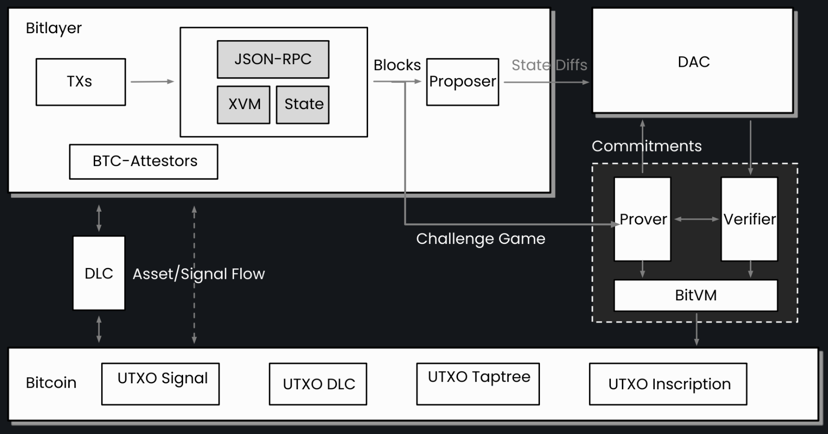 Bitlayer
TXs
JSON-RPC
XVM
State
Blocks
Proposer
State Diffs
DAC
BTC-Attestors
Commitments
Prover
Verifier
Challenge Game
DLC
Asset/Signal Flow
BitVM
Bitcoin
UTXO Signal
UTXO DLC
UTXO Taptree
UTXO Inscription